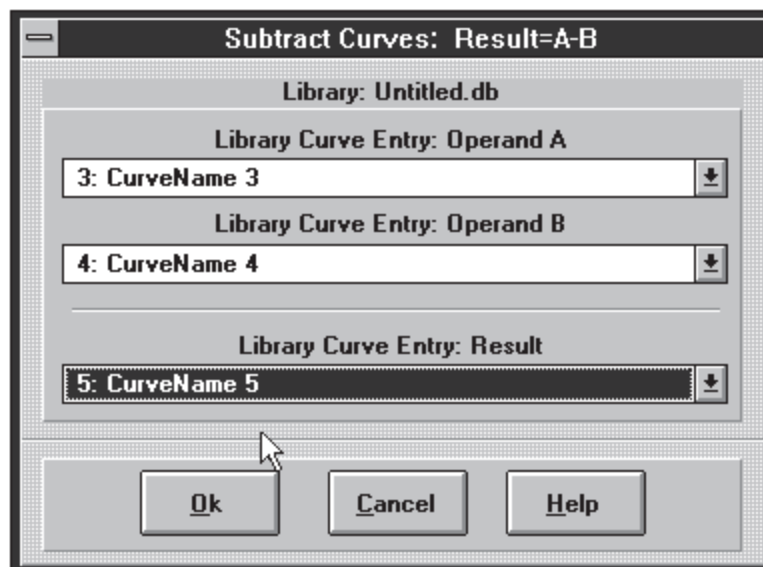 Subtract Curves: Result=A-B
Library: Untitled.db
Library Curve Entry: Operand A
3: CurveName 3
Library Curve Entry: Operand B
4: CurveName 4
Library Curve Entry: Result
5: CurveName 5
Ok Cancel Help